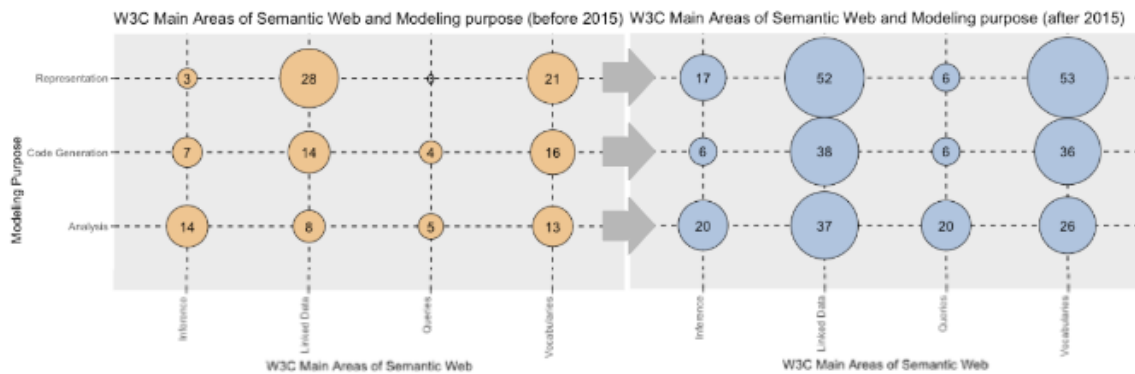 W3C Main Areas of Semantic Web and Modeling purpose (before 2015)
W3C Main Areas of Semantic Web and Modeling purpose (after 2015)
Modeling Purpose
Representation
3
28
0
21
17
52
6
53
Code Generation
7
14
4
16
6
38
6
36
Analysis
14
8
5
13
20
37
20
26
Inference
Linked Data
Queries
Vocabularies
Inference
Linked Data
Queries
Vocabularies
W3C Main Areas of Semantic Web
W3C Main Areas of Semantic Web